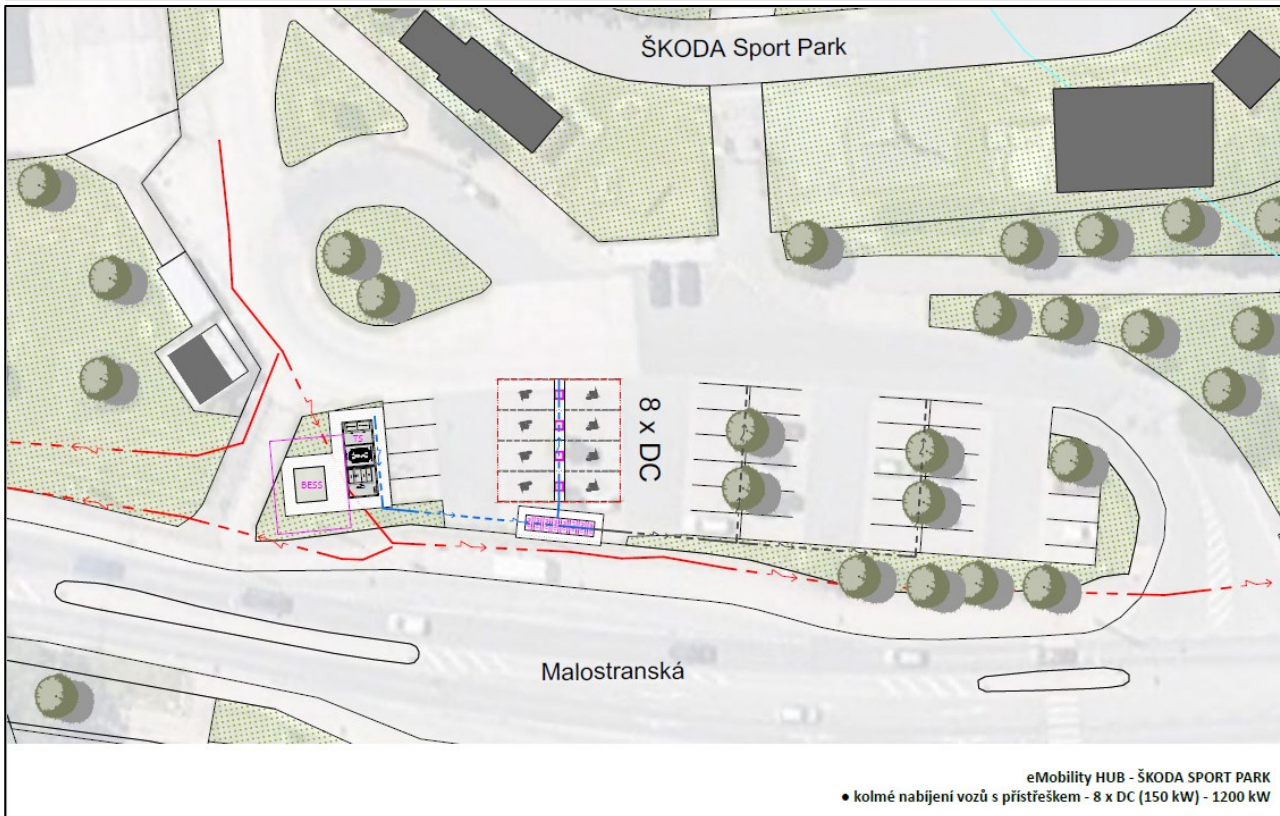 ŠKODA Sport Park
8 x DC
TS
BESS
Malostranská
eMobility HUB - ŠKODA SPORT PARK
• kolmé nabíjení vozů s přístřeškem - 8 x DC (150 kW) - 1200 kW